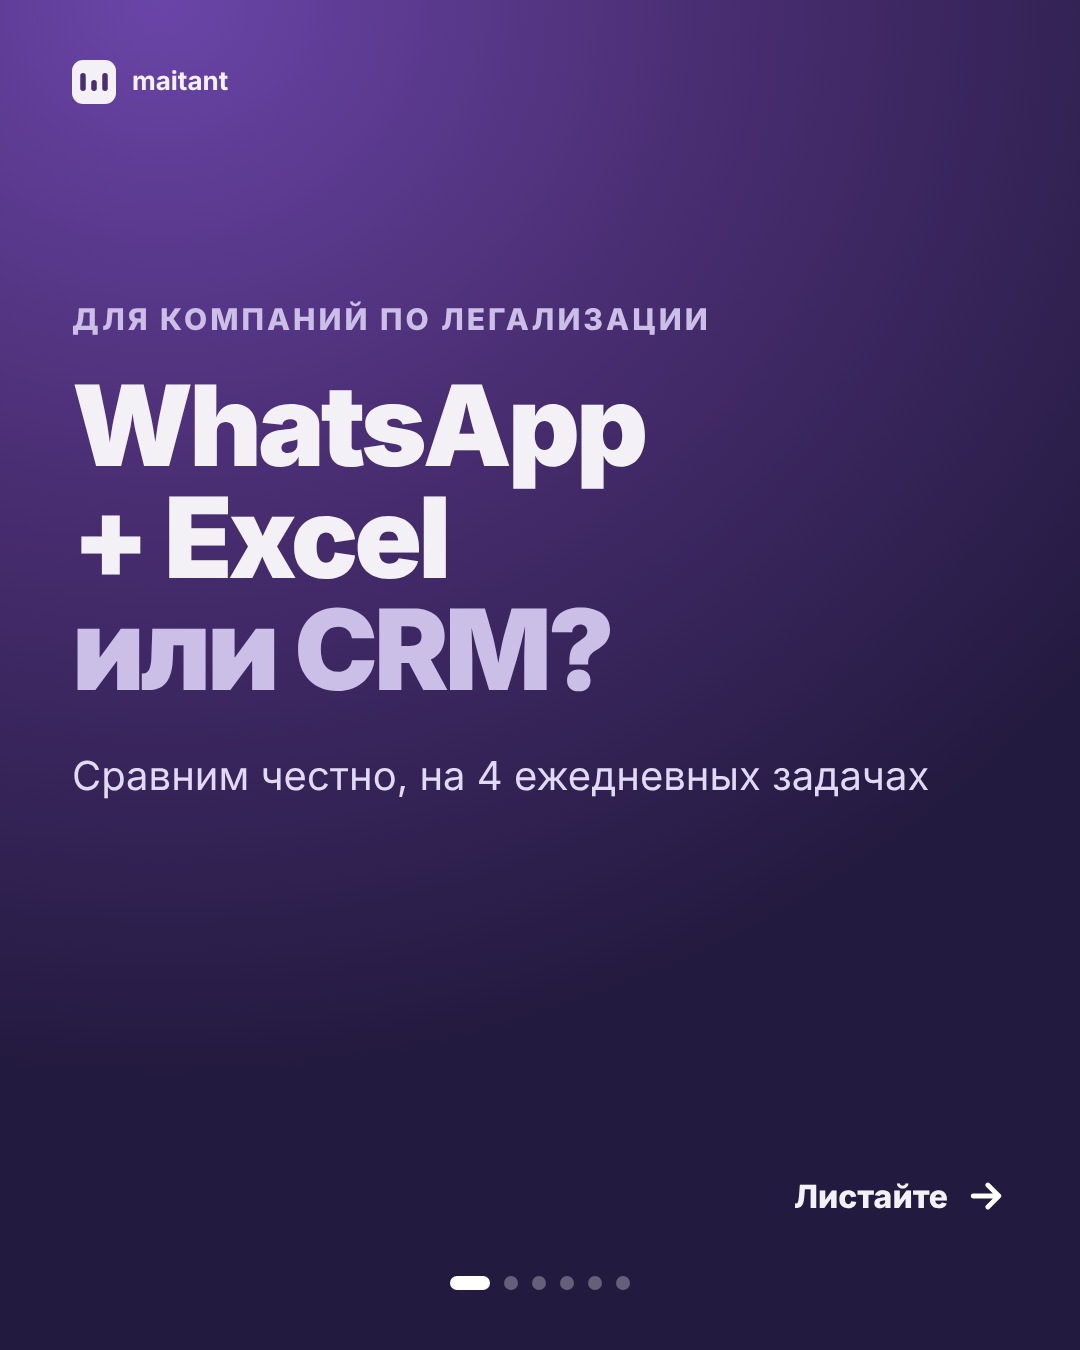 maitant
ДЛЯ КОМПАНИЙ ПО ЛЕГАЛИЗАЦИИ
WhatsApp
+ Excel
или CRM?
Сравним честно, на 4 ежедневных задачах
Листайте →